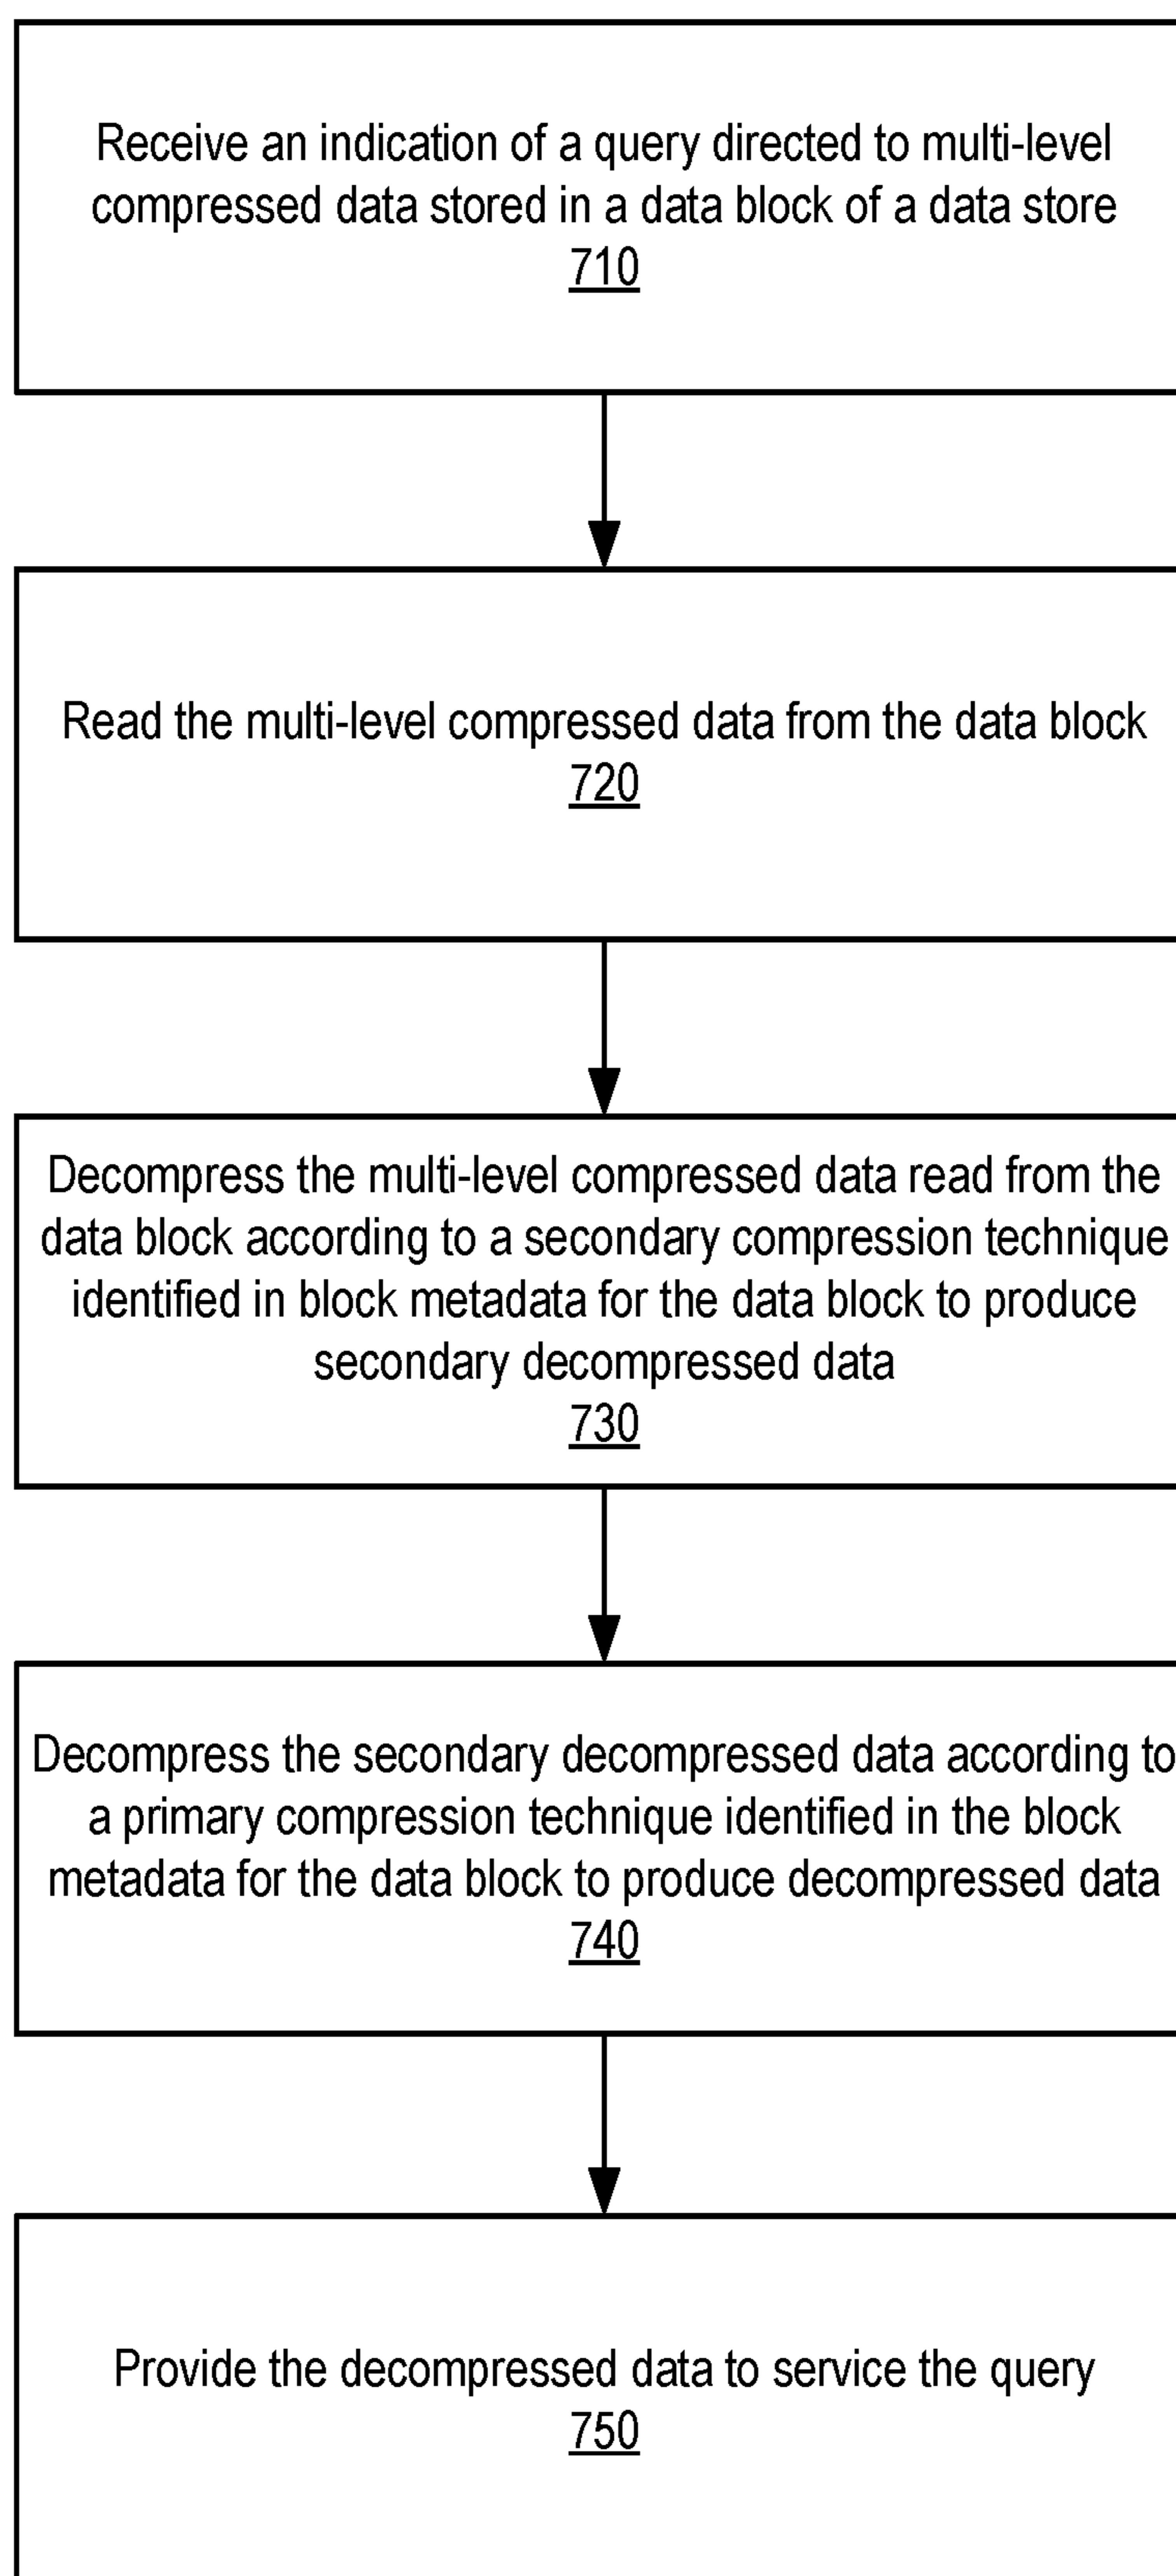 Receive an indication of a query directed to multi-level
compressed data stored in a data block of a data store
710
Read the multi-level compressed data from the data block
720
Decompress the multi-level compressed data read from the
data block according to a secondary compression technique
identified in block metadata for the data block to produce
secondary decompressed data
730
Decompress the secondary decompressed data according to
a primary compression technique identified in the block
metadata for the data block to produce decompressed data
740
Provide the decompressed data to service the query
750